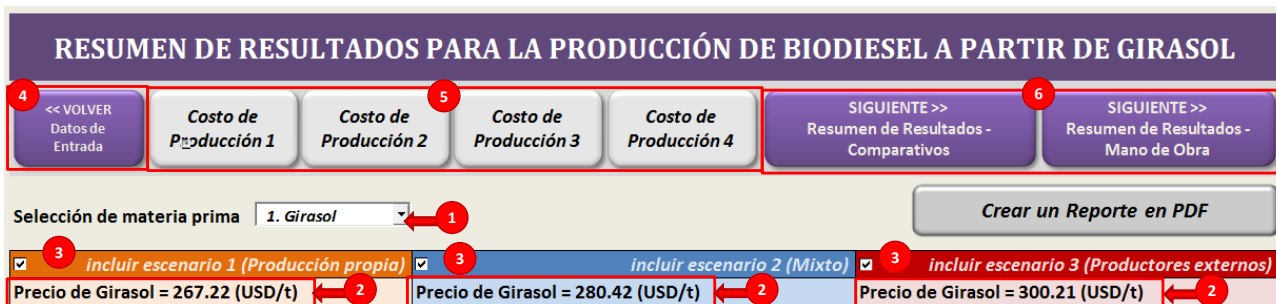 RESUMEN DE RESULTADOS PARA LA PRODUCCIÓN DE BIODIESEL A PARTIR DE GIRASOL
4
5
6
<< VOLVER
Datos de
Entrada
Costo de
Producción 1
Costo de
Producción 2
Costo de
Producción 3
Costo de
Producción 4
SIGUIENTE >>
Resumen de Resultados -
Comparativos
SIGUIENTE >>
Resumen de Resultados -
Mano de Obra
Selección de materia prima 1. Girasol 1
Crear un Reporte en PDF
3 incluir escenario 1 (Producción propia)
3 incluir escenario 2 (Mixto)
3 incluir escenario 3 (Productores externos)
Precio de Girasol = 267.22 (USD/t) 2
Precio de Girasol = 280.42 (USD/t) 2
Precio de Girasol = 300.21 (USD/t) 2